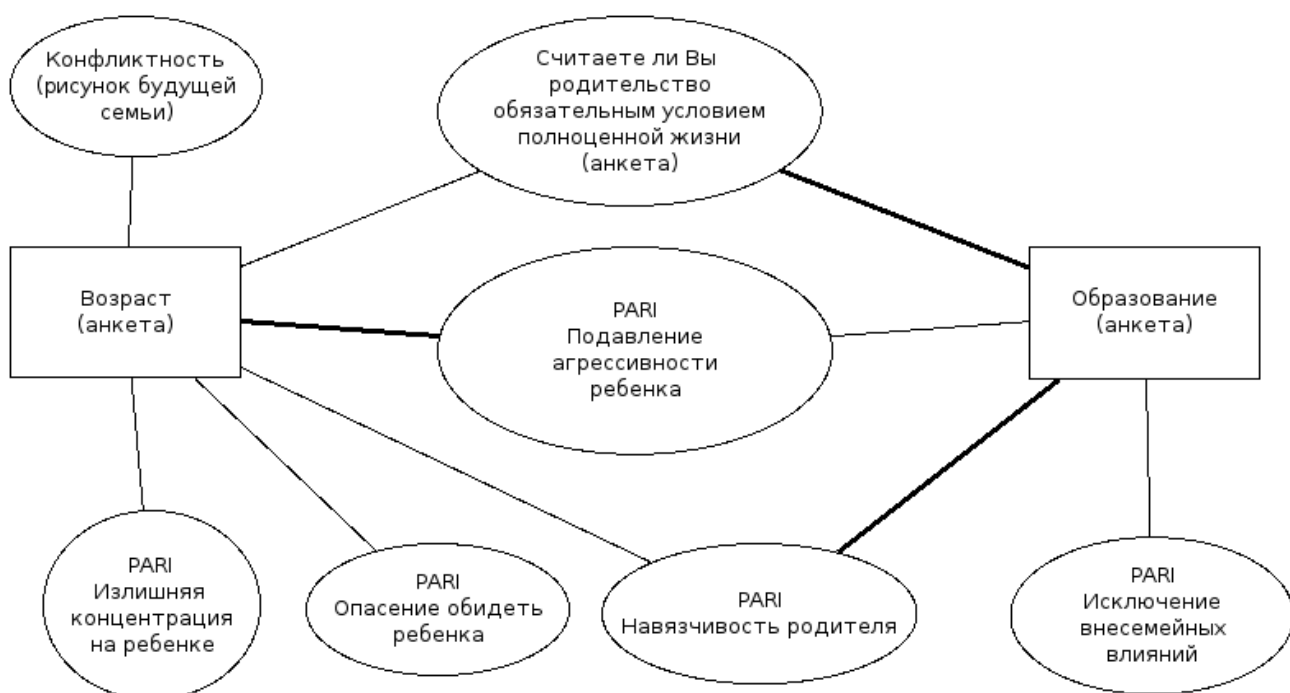 Конфликтность
(рисунок будущей
семьи)
Считаете ли Вы
родительство
обязательным условием
полноценной жизни
(анкета)
Возраст
(анкета)
PARI
Подавление
агрессивности
ребенка
Образование
(анкета)
PARI
Излишняя
концентрация
на ребенке
PARI
Опасение обидеть
ребенка
PARI
Навязчивость родителя
PARI
Исключение
внесемейных
влияний